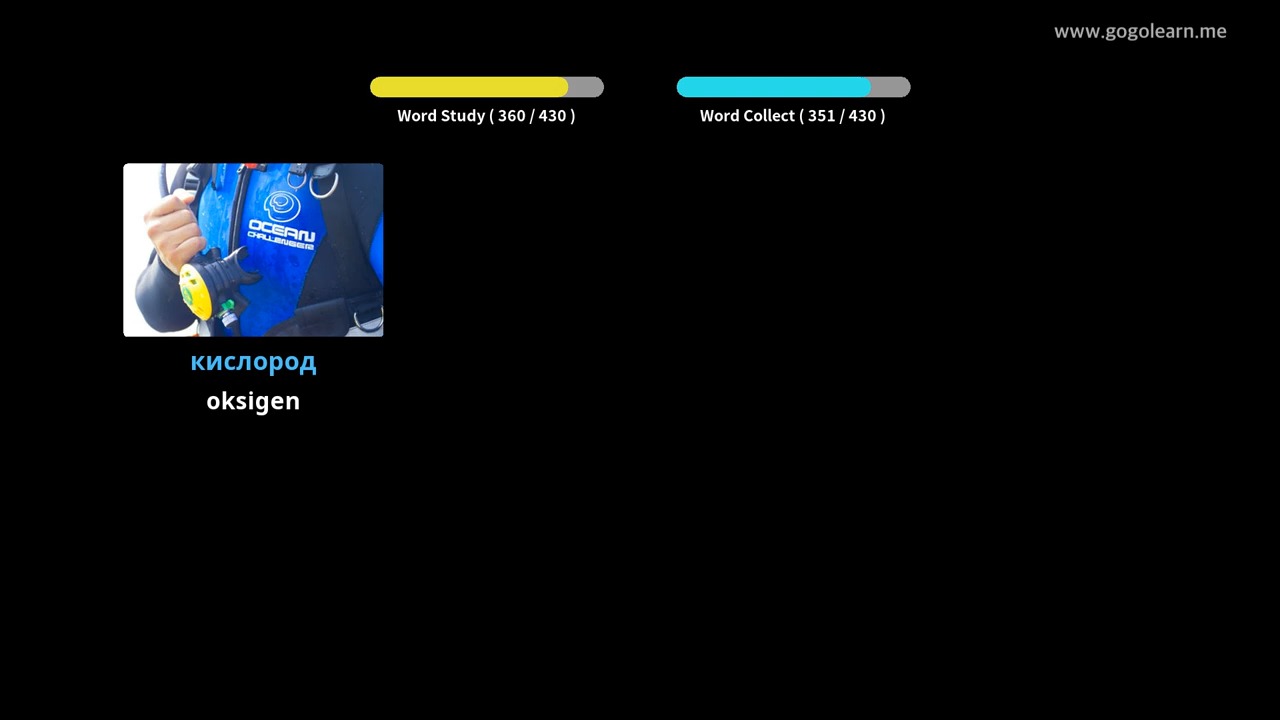 www.gogolearn.me
Word Study ( 360 / 430 )
Word Collect ( 351 / 430 )
OCEAN
CHALLENGER
кислород
oksigen